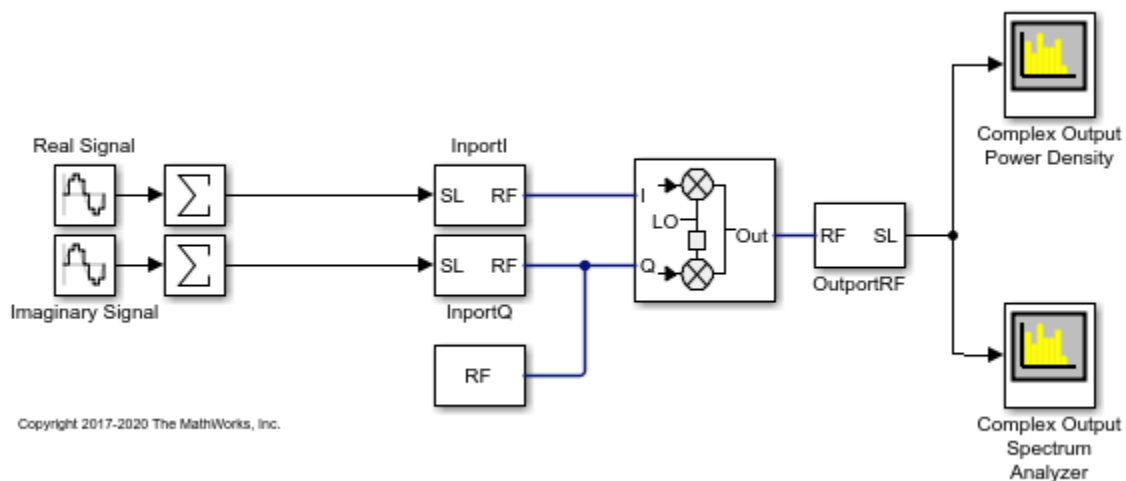 Complex Output
Power Density
Real Signal
InportI
SL RF
I
LO
Out
RF SL
OutportRF
SL RF
Q
Imaginary Signal
InportQ
RF
Complex Output
Spectrum
Analyzer
Copyright 2017-2020 The MathWorks, Inc.